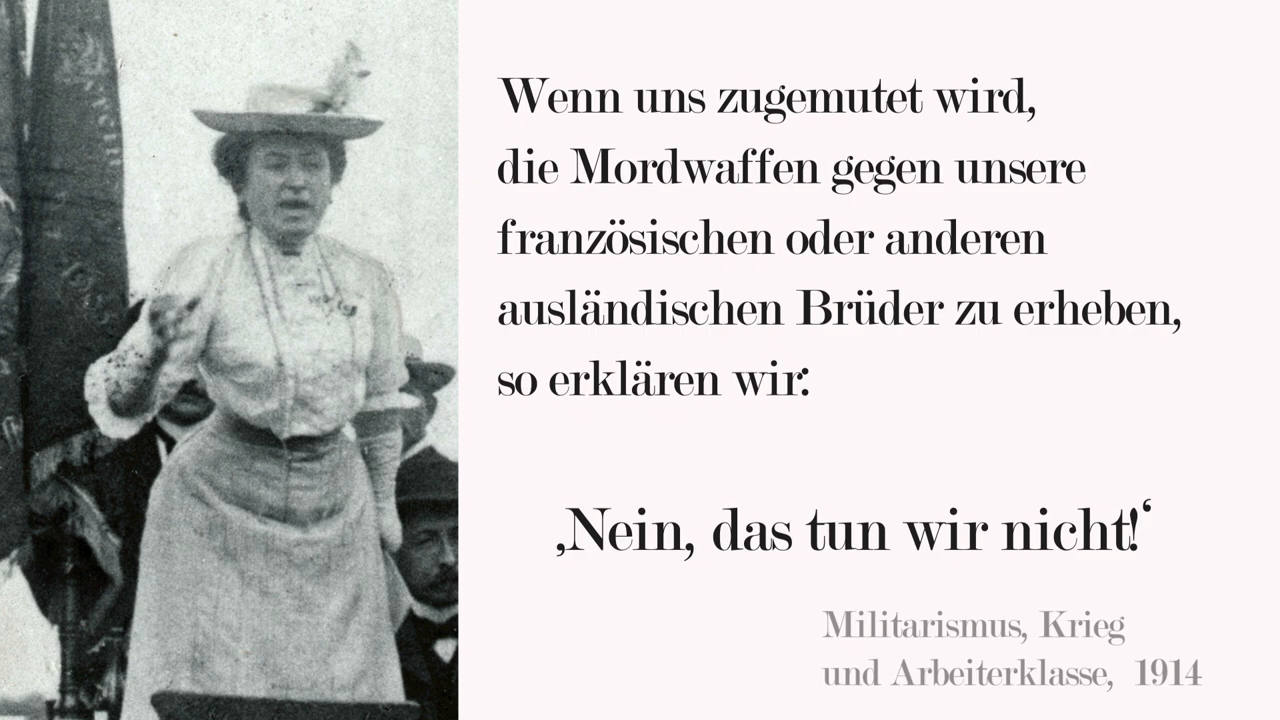 Wenn uns zugemutet wird,
die Mordwaffen gegen unsere
französischen oder anderen
ausländischen Brüder zu erheben,
so erklären wir:
‚Nein, das tun wir nicht!‘
Militarismus, Krieg
und Arbeiterklasse, 1914